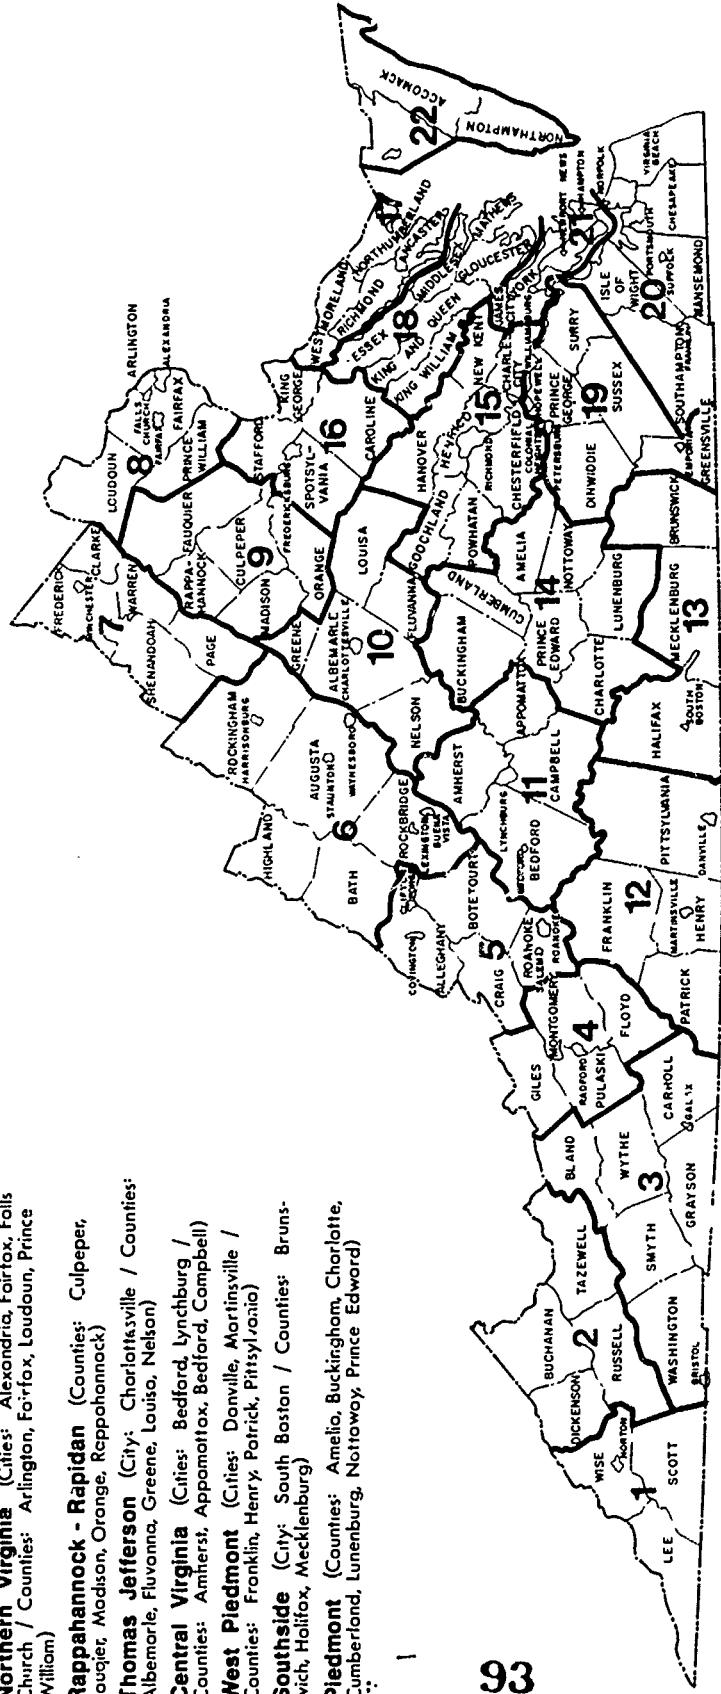 Northern Virginia (Cities: Alexandria, Fairfax, Falls
Church / Counties: Arlington, Fairfax, Loudoun, Prince
William)
Rappahannock - Rapidan (Counties: Culpeper,
auquier, Madison, Orange, Rappahannock)
Thomas Jefferson (City: Charlottesville / Counties:
Albemarle, Fluvanna, Greene, Louisa, Nelson)
Central Virginia (Cities: Bedford, Lynchburg /
Counties: Amherst, Appomattox, Bedford, Campbell)
West Piedmont (Cities: Danville, Martinsville /
Counties: Franklin, Henry, Patrick, Pittsylvania)
Southside (City: South Boston / Counties: Bruns-
wich, Halifax, Mecklenburg)
Piedmont (Counties: Amelia, Buckingham, Charlotte,
Cumberland, Lunenburg, Nottoway, Prince Edward)
93
LEE
1
WISE
NORTON
SCOTT
DICKENSON
BUCHANAN
2
RUSSELL
TAZEWELL
WASHINGTON
BRISTOL
SMYTH
3
GRAYSON
WYTHE
BLAND
CARROLL
GALAX
GILES
RADFORD
PULASKI
4
MONTGOMERY
FLOYD
PATRICK
CRAIG
5
ROANOKE
SALEM
ROANOKE
BOTETOURT
ALLEGHANY
COVINGTON
CLIFTON
FORGE
FRANKLIN
12
MARTINSVILLE
HENRY
PITTSYLVANIA
DANVILLE
BATH
HIGHLAND
6
ROCKBRIDGE
LEXINGTON
BUENA
VISTA
AUGUSTA
STAUNTON
WAYNESBORO
ROCKINGHAM
HARRISONBURG
BEDFORD
BEDFORD
LYNCHBURG
11
CAMPBELL
AMHERST
APPOMATTOX
NELSON
10
ALBEMARLE
CHARLOTTESVILLE
GREENE
FLUVANNA
LOUISA
HALIFAX
SOUTH
BOSTON
13
MECKLENBURG
BRUNSWICK
CHARLOTTE
LUNENBURG
PRINCE
EDWARD
14
NOTTOWAY
AMELIA
BUCKINGHAM
CUMBERLAND
SHENANDOAH
PAGE
7
WARREN
WINCHESTER
FREDERICK
CLARKE
RAPPA-
HANNOCK
FAUQUIER
CULPEPER
9
MADISON
ORANGE
LOUDOUN
8
PRINCE
WILLIAM
FALLS
CHURCH
FAIRFAX
FAIRFAX
ARLINGTON
ALEXANDRIA
STAFFORD
FREDERICKSBURG
SPOTSYL-
VANIA
16
KING
GEORGE
CAROLINE
GOOCHLAND
POWHATAN
HANOVER
HENRICO
RICHMOND
15
CHESTERFIELD
NEW KENT
CHARLES
CITY
COLONIAL
HEIGHTS
HOPEWELL
PETERSBURG
DINWIDDIE
PRINCE
GEORGE
19
SURRY
SUSSEX
GREENSVILLE
EMPORIA
WESTMORELAND
RICHMOND
NORTHUMBERLAND
LANCASTER
17
ESSEX
KING AND QUEEN
KING WILLIAM
18
MIDDLESEX
MATHEWS
GLOUCESTER
JAMES
CITY
WILLIAMSBURG
YORK
NEWPORT NEWS
HAMPTON
21
SOUTHAMPTON
FRANKLIN
ISLE
OF
WIGHT
20
SUFFOLK
NANSEMOND
PORTSMOUTH
NORFOLK
CHESAPEAKE
VIRGINIA
BEACH
ACCOMACK
22
NORTHAMPTON